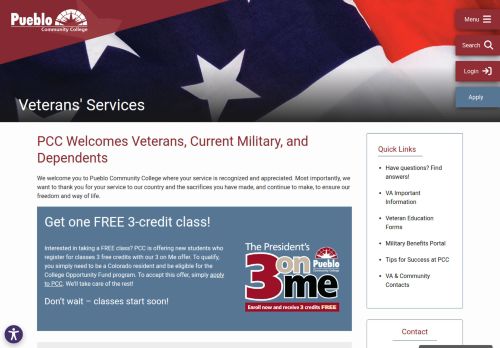 Pueblo
Community College
Menu
Search
Login
Apply
Veterans' Services
PCC Welcomes Veterans, Current Military, and
Dependents
We welcome you to Pueblo Community College where your service is recognized and appreciated. Most importantly, we
want to thank you for your service to our country and the sacrifices you have made, and continue to make, to ensure our
freedom and way of life.
Get one FREE 3-credit class!
Interested in taking a FREE class? PCC is offering new students who
register for classes 3 free credits with our 3 on Me offer. To qualify,
you simply need to be a Colorado resident and be eligible for the
College Opportunity Fund program. To accept this offer, simply apply
to PCC. We'll take care of the rest!
Don't wait – classes start soon!
The President's
3 on me
Pueblo
Community College
Enroll now and receive 3 credits FREE
Quick Links
Have questions? Find
answers!
VA Important
Information
Veteran Education
Forms
Military Benefits Portal
Tips for Success at PCC
VA & Community
Contacts
Contact